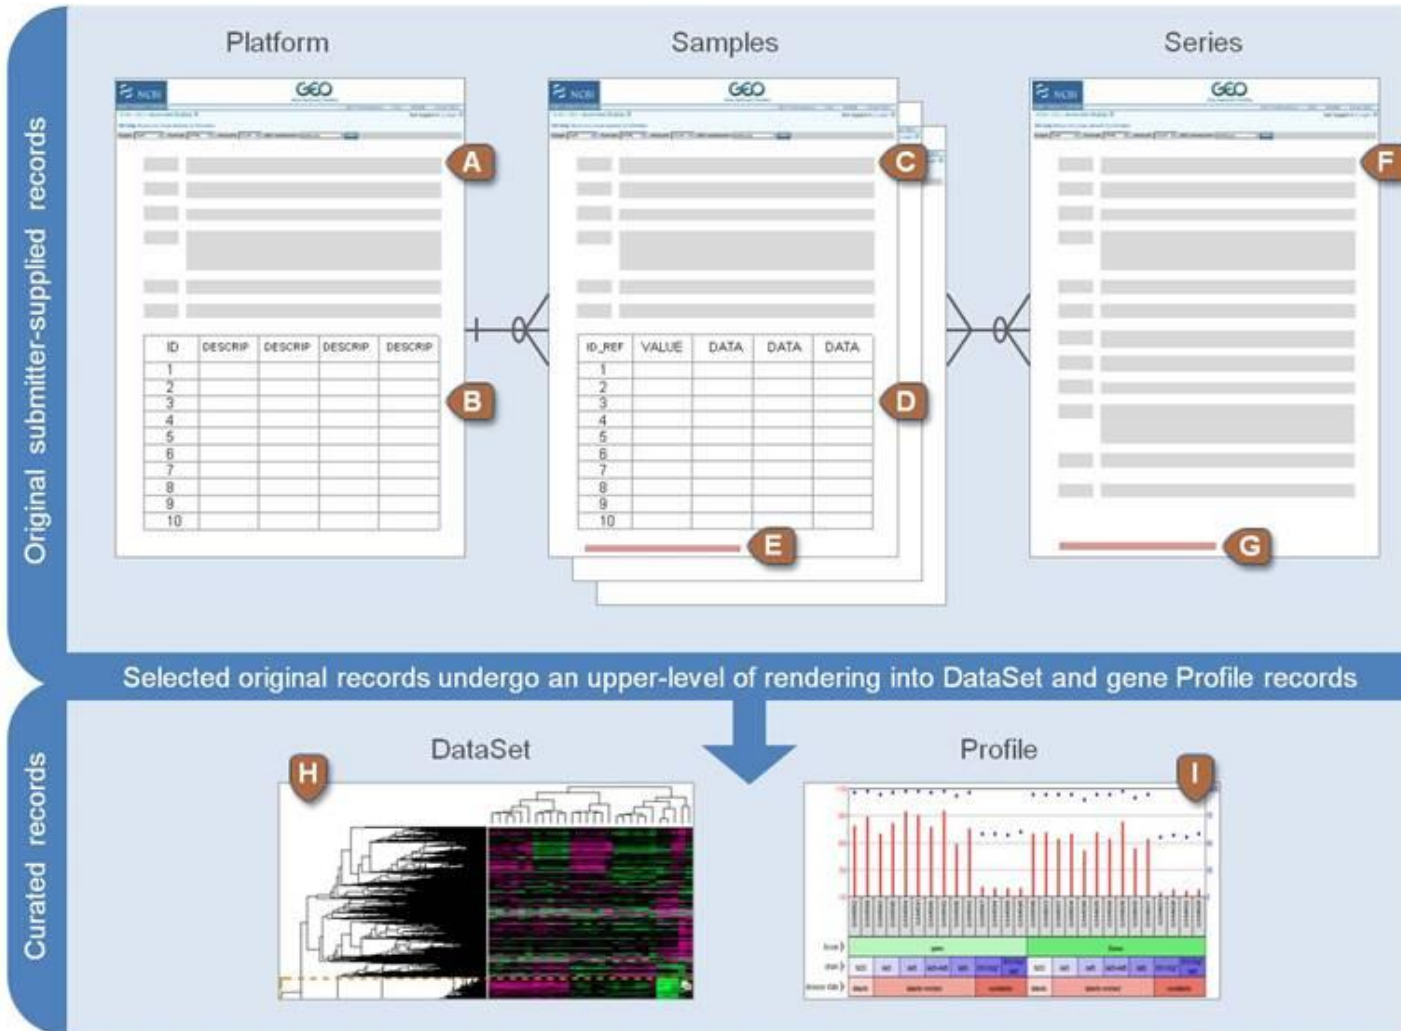 Original submitter-supplied records
Platform
Samples
Series
NCBI
GEO
NCBI
GEO
NCBI
GEO
A
C
F
ID DESCRIP DESCRIP DESCRIP DESCRIP
1
2
3
4
5
6
7
8
9
10
B
ID_REF VALUE DATA DATA DATA
1
2
3
4
5
6
7
8
9
10
D
E
G
Selected original records undergo an upper-level of rendering into DataSet and gene Profile records
Curated records
DataSet
Profile
H
I